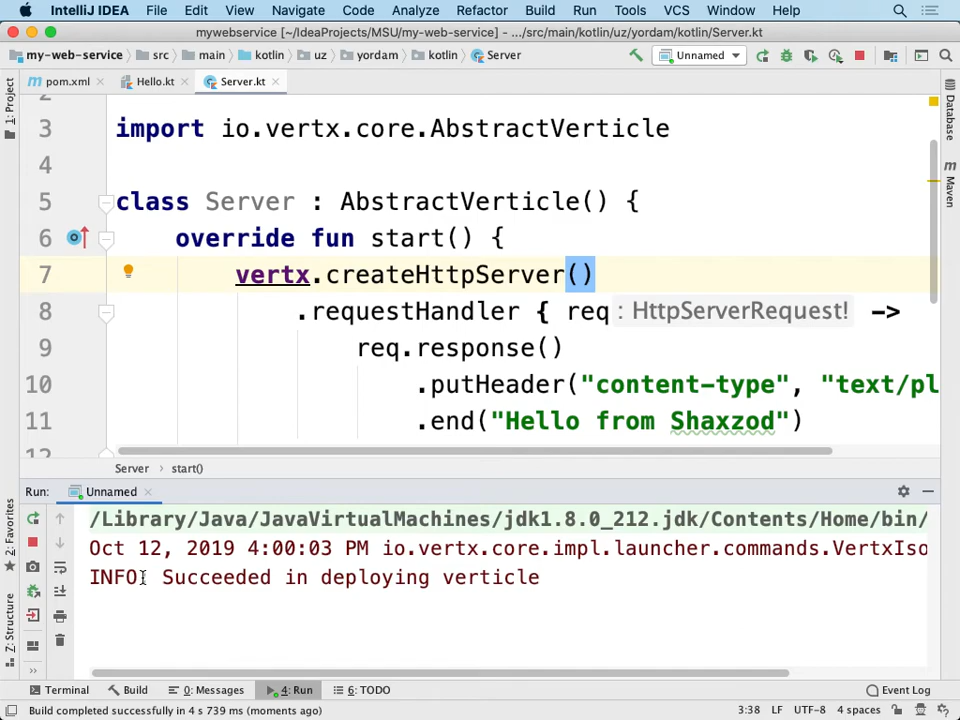 IntelliJ IDEA File Edit View Navigate Code Analyze Refactor Build Run Tools VCS Window Help
mywebservice [~/IdeaProjects/MSU/my-web-service] - .../src/main/kotlin/uz/yordam/kotlin/Server.kt
my-web-service src main kotlin uz yordam kotlin Server Unnamed
pom.xml Hello.kt Server.kt
1: Project
Database
Maven
3 import io.vertx.core.AbstractVerticle
4
5 class Server : AbstractVerticle() {
6 override fun start() {
7 vertx.createHttpServer()
8 .requestHandler { req : HttpServerRequest! ->
9 req.response()
10 .putHeader("content-type", "text/pl
11 .end("Hello from Shaxzod")
Server start()
Run: Unnamed
/Library/Java/JavaVirtualMachines/jdk1.8.0_212.jdk/Contents/Home/bin/
Oct 12, 2019 4:00:03 PM io.vertx.core.impl.launcher.commands.VertxIso
INFO: Succeeded in deploying verticle
2: Favorites
Z: Structure
Terminal Build 0: Messages 4: Run 6: TODO Event Log
Build completed successfully in 4 s 739 ms (moments ago) 3:38 LF UTF-8 4 spaces